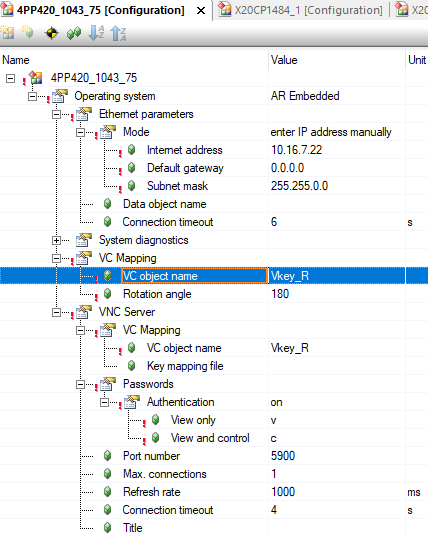 4PP420_1043_75 [Configuration] X20CP1484_1 [Configuration] X20
Name Value Unit
4PP420_1043_75
Operating system AR Embedded
Ethernet parameters
Mode enter IP address manually
Internet address 10.16.7.22
Default gateway 0.0.0.0
Subnet mask 255.255.0.0
Data object name
Connection timeout 6 s
System diagnostics
VC Mapping
VC object name Vkey_R
Rotation angle 180
VNC Server
VC Mapping
VC object name Vkey_R
Key mapping file
Passwords
Authentication on
View only v
View and control c
Port number 5900
Max. connections 1
Refresh rate 1000 ms
Connection timeout 4 s
Title